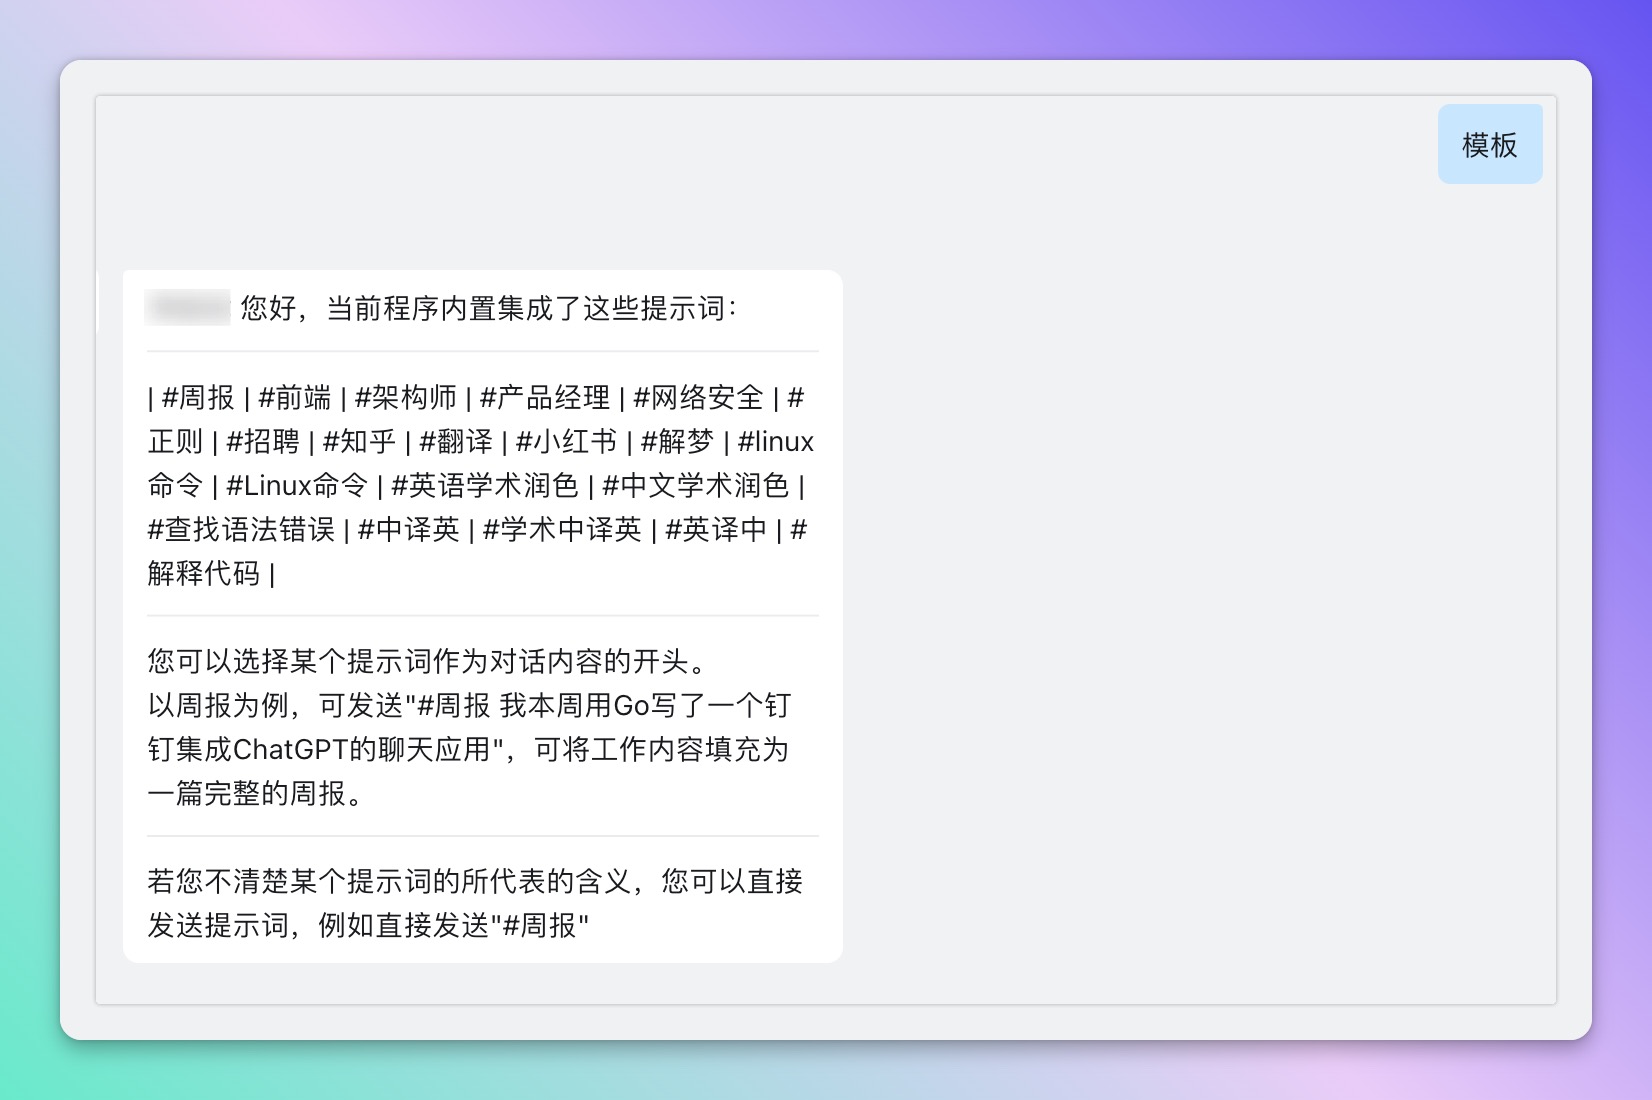 模板
您好，当前程序内置集成了这些提示词：
| #周报 | #前端 | #架构师 | #产品经理 | #网络安全 | #
正则 | #招聘 | #知乎 | #翻译 | #小红书 | #解梦 | #linux
命令 | #Linux命令 | #英语学术润色 | #中文学术润色 |
#查找语法错误 | #中译英 | #学术中译英 | #英译中 | #
解释代码 |
您可以选择某个提示词作为对话内容的开头。
以周报为例，可发送"#周报 我本周用Go写了一个钉
钉集成ChatGPT的聊天应用"，可将工作内容填充为
一篇完整的周报。
若您不清楚某个提示词的所代表的含义，您可以直接
发送提示词，例如直接发送"#周报"